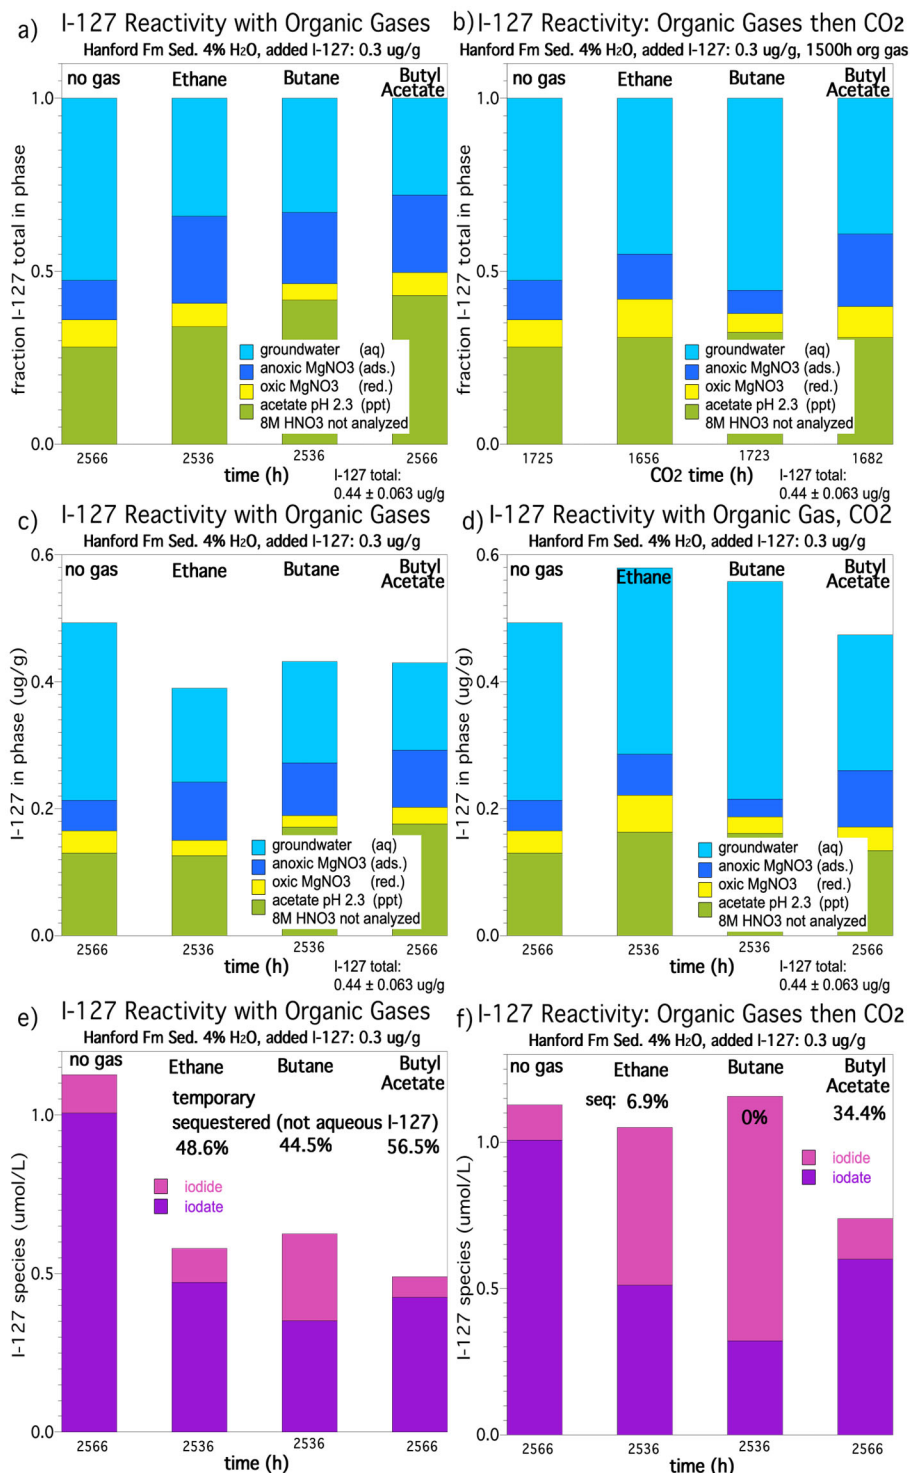 a) I-127 Reactivity with Organic Gases
Hanford Fm Sed. 4% H2O, added I-127: 0.3 ug/g
no gas Ethane Butane Butyl Acetate
fraction I-127 total in phase
1.0
0.5
0.0
groundwater (aq)
anoxic MgNO3 (ads.)
oxic MgNO3 (red.)
acetate pH 2.3 (ppt)
8M HNO3 not analyzed
2566 2536 2536 2566
time (h)
I-127 total:
0.44 ± 0.063 ug/g
b) I-127 Reactivity: Organic Gases then CO2
Hanford Fm Sed. 4% H2O, added I-127: 0.3 ug/g, 1500h org gas
no gas Ethane Butane Butyl Acetate
fraction I-127 total in phase
1.0
0.5
0.0
groundwater (aq)
anoxic MgNO3 (ads.)
oxic MgNO3 (red.)
acetate pH 2.3 (ppt)
8M HNO3 not analyzed
1725 1656 1723 1682
CO2 time (h)
I-127 total:
0.44 ± 0.063 ug/g
c) I-127 Reactivity with Organic Gases
Hanford Fm Sed. 4% H2O, added I-127: 0.3 ug/g
no gas Ethane Butane Butyl Acetate
I-127 in phase (ug/g)
0.6
0.4
0.2
0.0
groundwater (aq)
anoxic MgNO3 (ads.)
oxic MgNO3 (red.)
acetate pH 2.3 (ppt)
8M HNO3 not analyzed
2566 2536 2536 2566
time (h)
I-127 total:
0.44 ± 0.063 ug/g
d) I-127 Reactivity with Organic Gas, CO2
Hanford Fm Sed. 4% H2O, added I-127: 0.3 ug/g
no gas Ethane Butane Butyl Acetate
I-127 in phase (ug/g)
0.6
0.4
0.2
0.0
groundwater (aq)
anoxic MgNO3 (ads.)
oxic MgNO3 (red.)
acetate pH 2.3 (ppt)
8M HNO3 not analyzed
2566 2536 2536 2566
time (h)
I-127 total:
0.44 ± 0.063 ug/g
e) I-127 Reactivity with Organic Gases
Hanford Fm Sed. 4% H2O, added I-127: 0.3 ug/g
no gas Ethane Butane Butyl Acetate
temporary
sequestered (not aqueous I-127)
48.6% 44.5% 56.5%
I-127 species (umol/L)
1.0
0.5
0.0
iodide
iodate
2566 2536 2536 2566
time (h)
f) I-127 Reactivity: Organic Gases then CO2
Hanford Fm Sed. 4% H2O, added I-127: 0.3 ug/g
no gas Ethane Butane Butyl Acetate
seq: 6.9% 0% 34.4%
I-127 species (umol/L)
1.0
0.5
0.0
iodide
iodate
2566 2536 2536 2566
time (h)